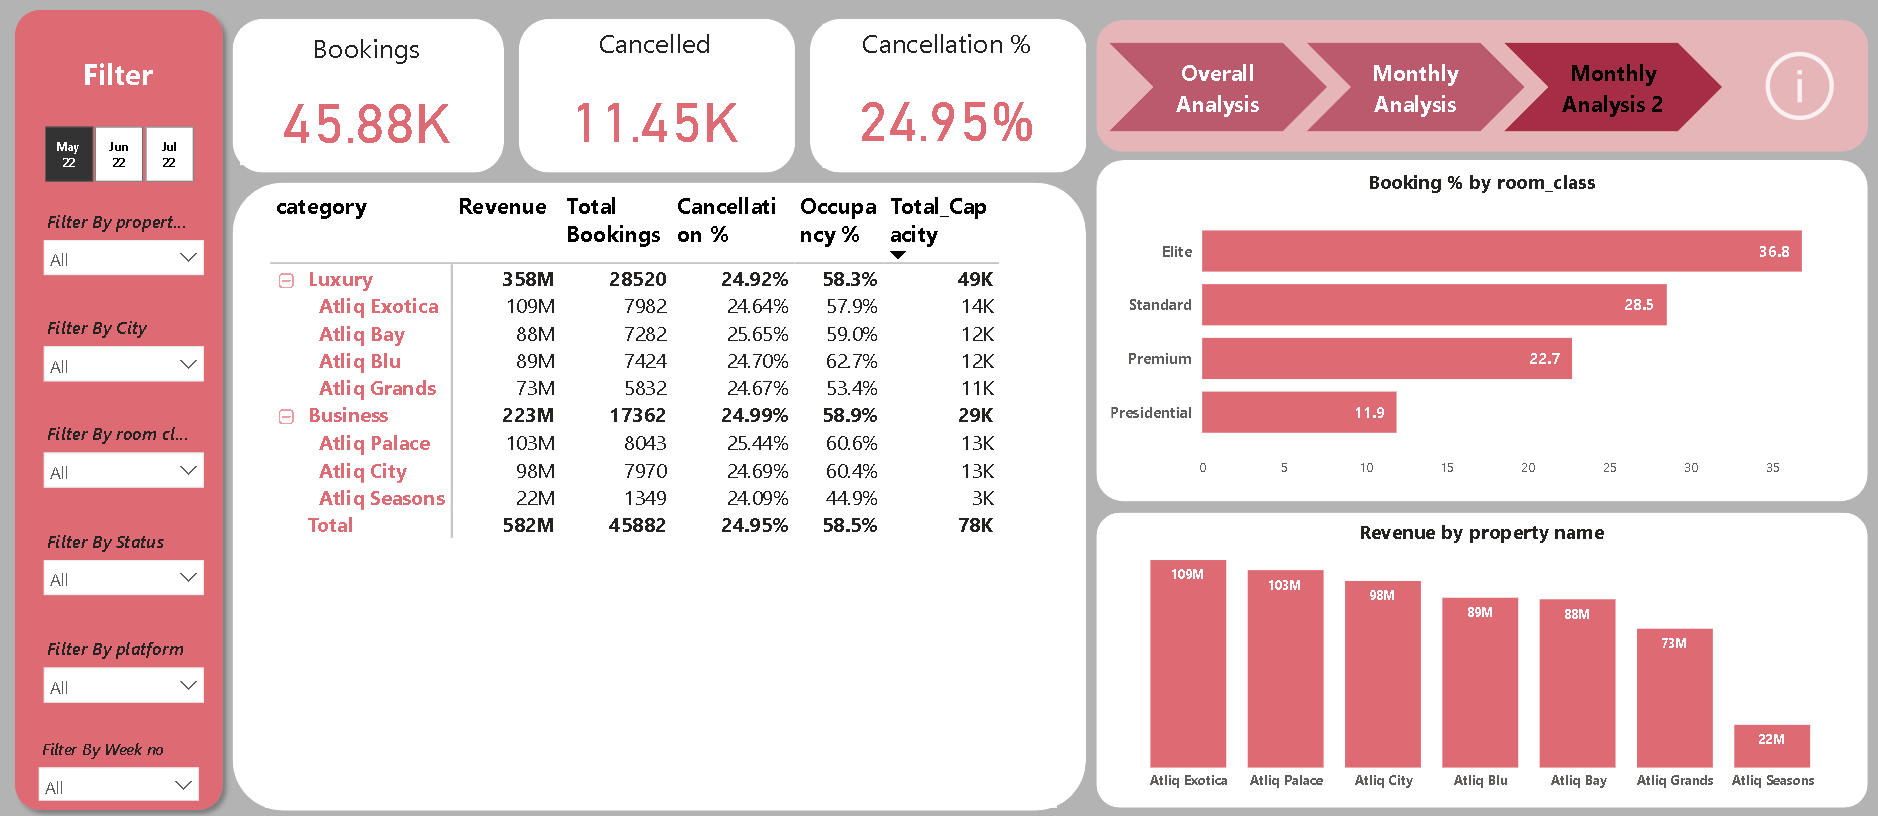 Filter
May
22
Jun
22
Jul
22
Filter By propert...
All
Filter By City
All
Filter By room cl...
All
Filter By Status
All
Filter By platform
All
Filter By Week no
All
Bookings
45.88K
Cancelled
11.45K
Cancellation %
24.95%
Overall
Analysis
Monthly
Analysis
Monthly
Analysis 2
i
category Revenue Total
Bookings Cancellati
on % Occupa
ncy % Total_Cap
acity
Luxury 358M 28520 24.92% 58.3% 49K
Atliq Exotica 109M 7982 24.64% 57.9% 14K
Atliq Bay 88M 7282 25.65% 59.0% 12K
Atliq Blu 89M 7424 24.70% 62.7% 12K
Atliq Grands 73M 5832 24.67% 53.4% 11K
Business 223M 17362 24.99% 58.9% 29K
Atliq Palace 103M 8043 25.44% 60.6% 13K
Atliq City 98M 7970 24.69% 60.4% 13K
Atliq Seasons 22M 1349 24.09% 44.9% 3K
Total 582M 45882 24.95% 58.5% 78K
Booking % by room_class
Elite 36.8
Standard 28.5
Premium 22.7
Presidential 11.9
0 5 10 15 20 25 30 35
Revenue by property name
109M 103M 98M 89M 88M 73M 22M
Atliq Exotica Atliq Palace Atliq City Atliq Blu Atliq Bay Atliq Grands Atliq Seasons